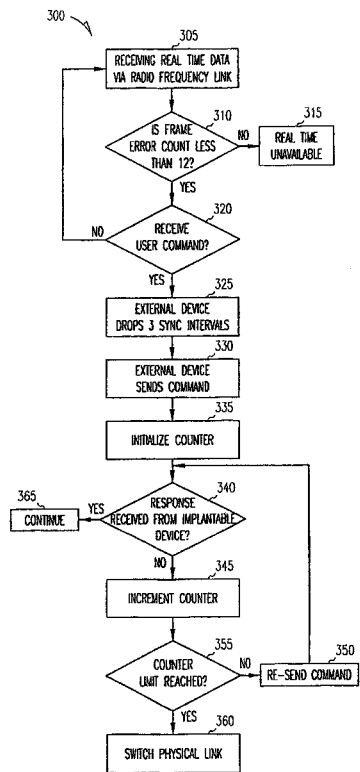 300
305
RECEIVING REAL TIME DATA
VIA RADIO FREQUENCY LINK
310
IS FRAME
ERROR COUNT LESS
THAN 12?
NO
315
REAL TIME
UNAVAILABLE
YES
320
RECEIVE
USER COMMAND?
NO
YES
325
EXTERNAL DEVICE
DROPS 3 SYNC INTERVALS
330
EXTERNAL DEVICE
SENDS COMMAND
335
INITIALIZE COUNTER
340
RESPONSE
RECEIVED FROM IMPLANTABLE
DEVICE?
YES
365
CONTINUE
NO
345
INCREMENT COUNTER
355
COUNTER
LIMIT REACHED?
NO
350
RE-SEND COMMAND
YES
360
SWITCH PHYSICAL LINK